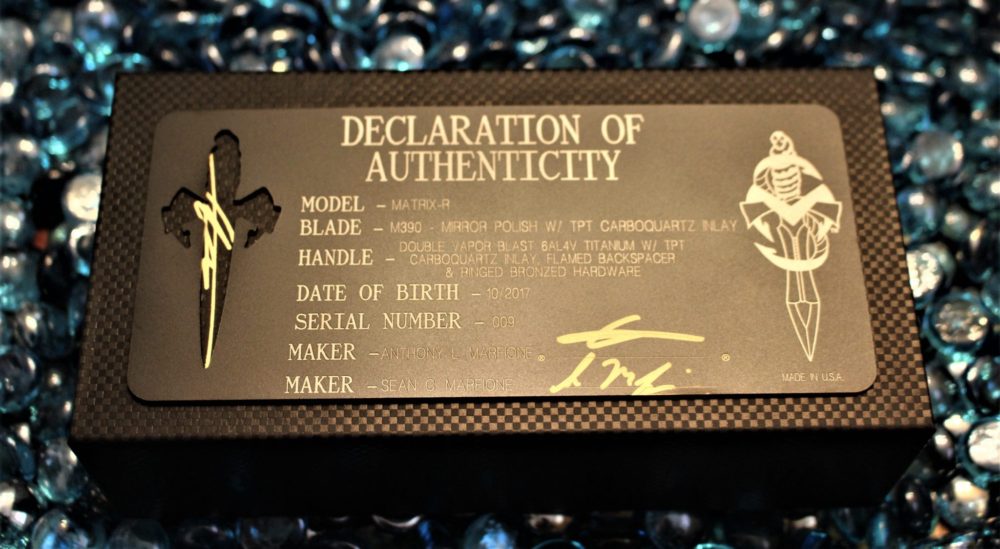 DECLARATION OF
AUTHENTICITY
MODEL – MATRIX-R
BLADE – M390 - MIRROR POLISH W/ TPT CARBOQUARTZ INLAY
HANDLE – DOUBLE VAPOR BLAST 6AL4V TITANIUM W/ TPT
CARBOQUARTZ INLAY, FLAMED BACKSPACER
& RINGED BRONZED HARDWARE
DATE OF BIRTH – 10/2017
SERIAL NUMBER – 009
MAKER – ANTHONY L. MARFIONE ®
®
MAKER – SEAN O. MARFIONE
MADE IN U.S.A.